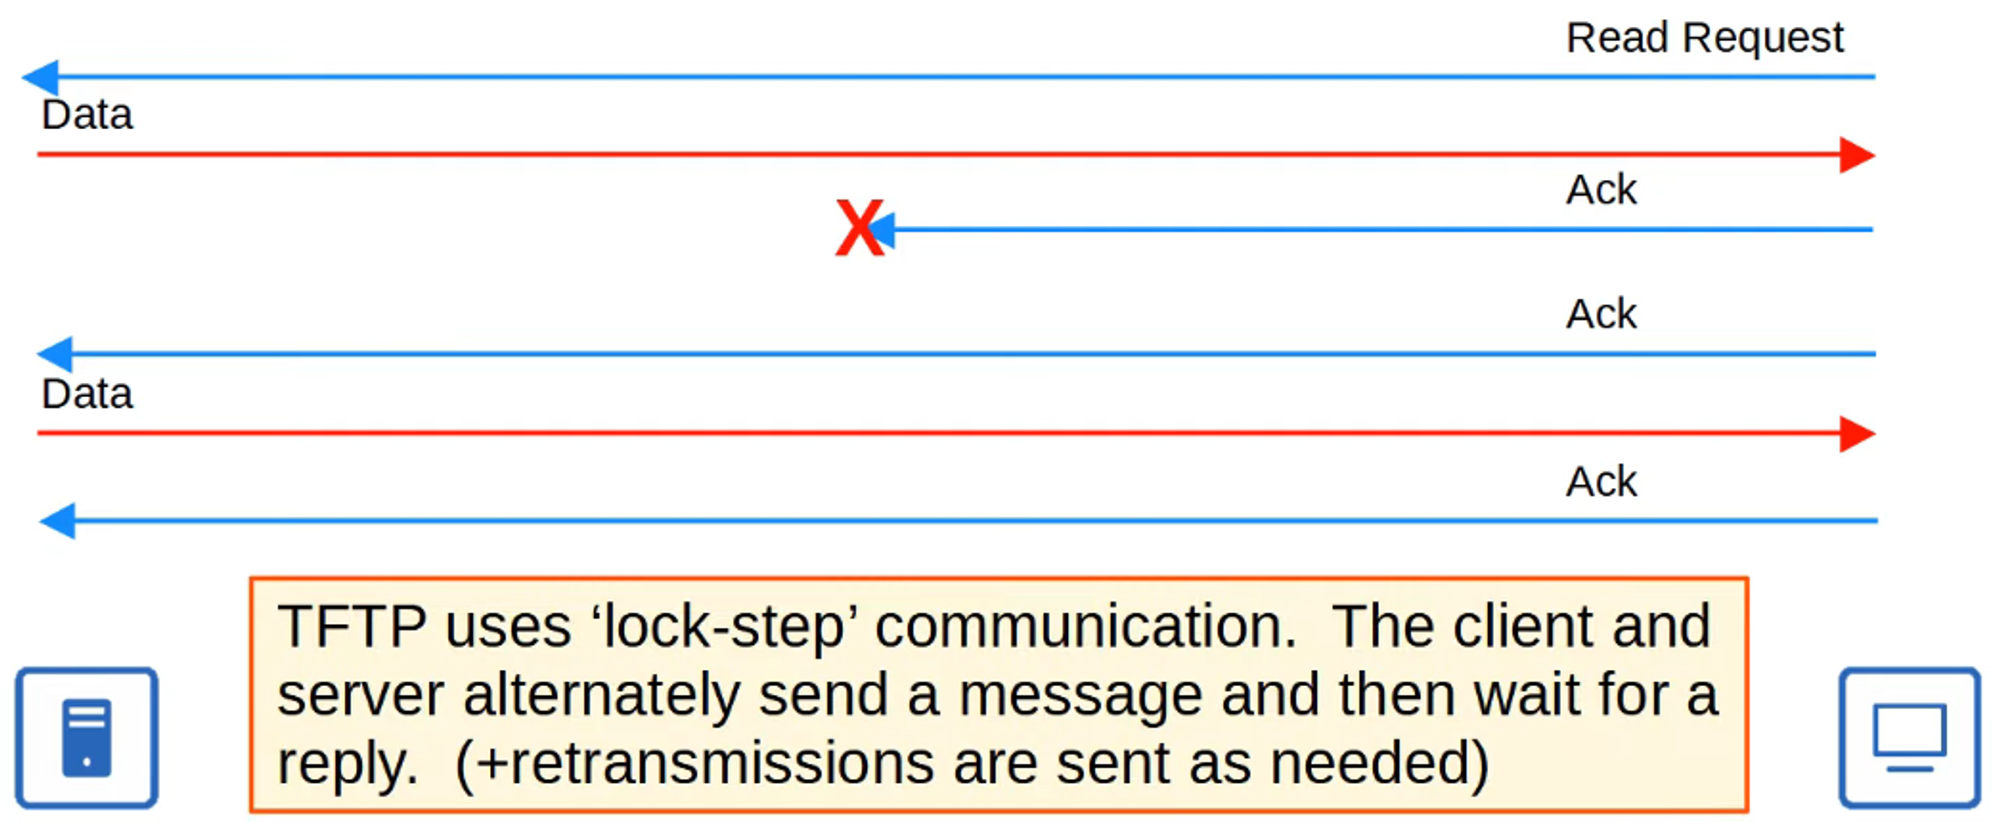 Read Request
Data
Ack
X
Ack
Data
Ack
TFTP uses ‘lock-step’ communication.  The client and
server alternately send a message and then wait for a
reply.  (+retransmissions are sent as needed)